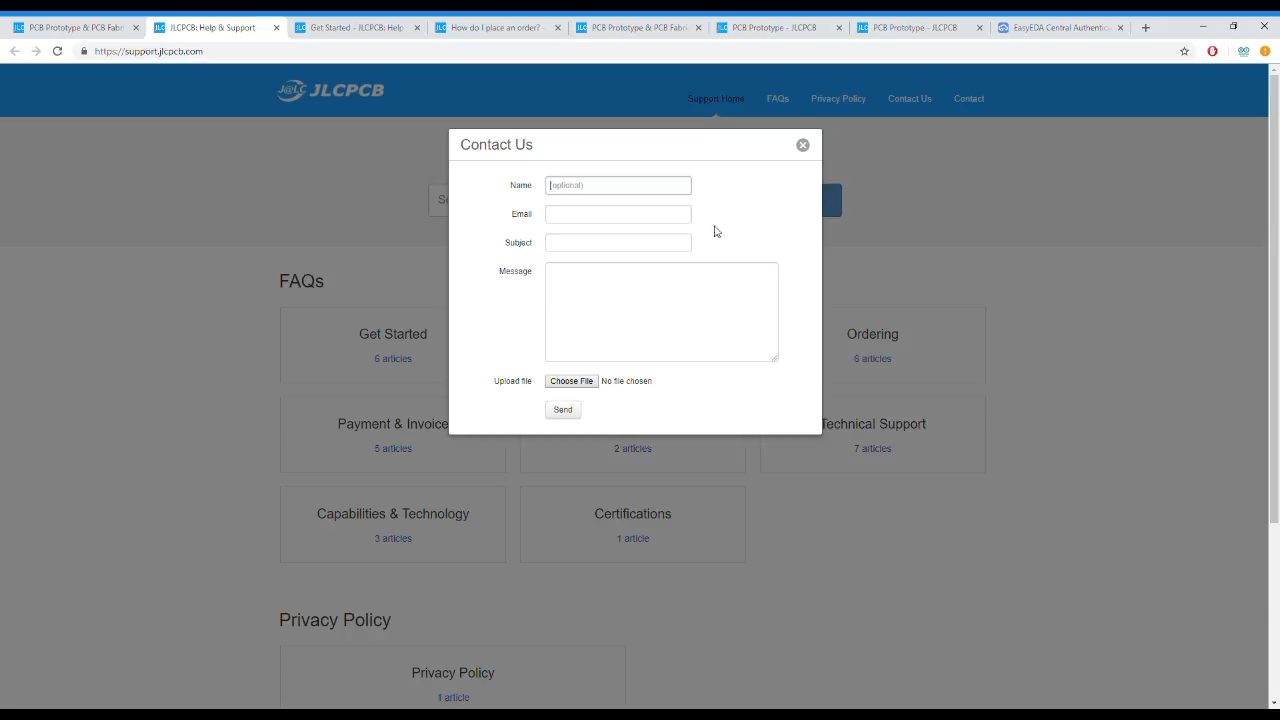 PCB Prototype & PCB Fabri
JLCPCB: Help & Support
Get Started - JLCPCB: Help
How do I place an order?
PCB Prototype & PCB Fabri
PCB Prototype - JLCPCB
PCB Prototype - JLCPCB
EasyEDA Central Authentic
https://support.jlcpcb.com
J@LC JLCPCB
Support Home
FAQs
Privacy Policy
Contact Us
Contact
Contact Us
Name
(optional)
Se
Email
Subject
Message
FAQs
Get Started
6 articles
Ordering
6 articles
Upload file
Choose File
No file chosen
Send
Payment & Invoice
5 articles
2 articles
Technical Support
7 articles
Capabilities & Technology
3 articles
Certifications
1 article
Privacy Policy
Privacy Policy
1 article